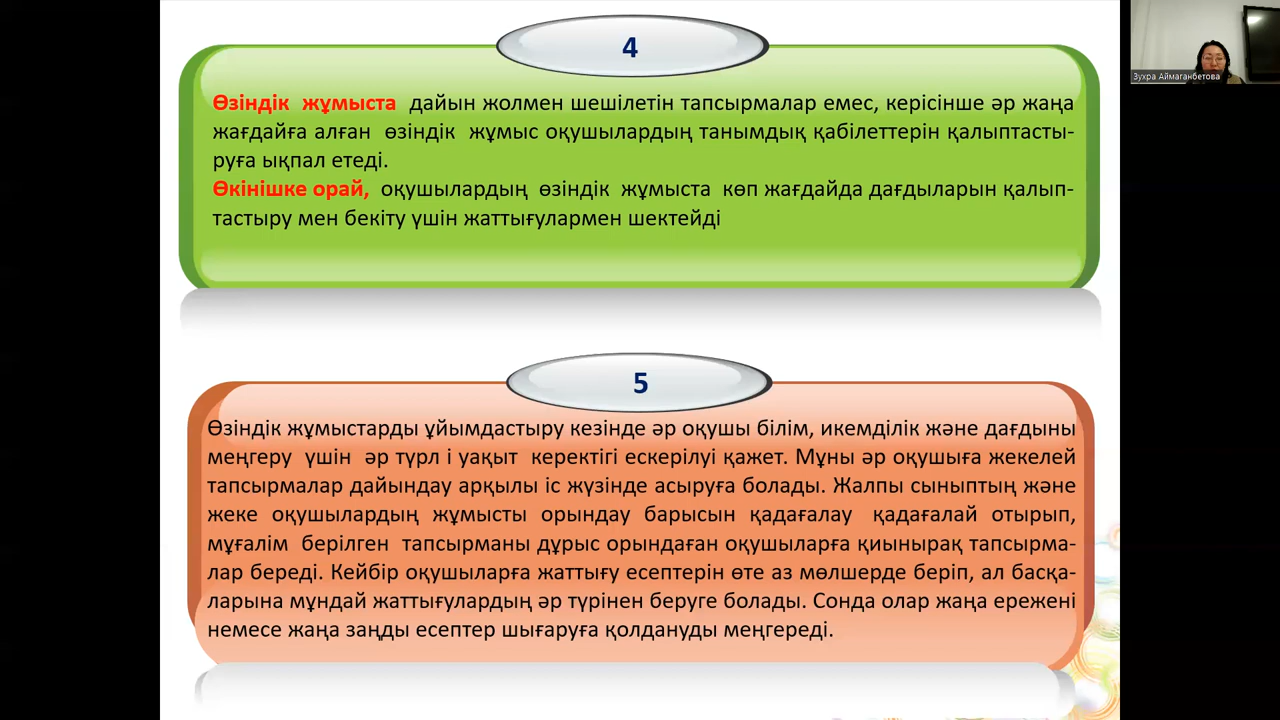 4
Өзіндік жұмыста дайын жолмен шешілетін тапсырмалар емес, керісінше әр жаңа
жағдайға алған өзіндік жұмыс оқушылардың танымдық қабілеттерін қалыптасты-
руға ықпал етеді.
Өкінішке орай, оқушылардың өзіндік жұмыста көп жағдайда дағдыларын қалып-
тастыру мен бекіту үшін жаттығулармен шектейді
5
Өзіндік жұмыстарды ұйымдастыру кезінде әр оқушы білім, икемділік және дағдыны
меңгеру үшін әр түрл і уақыт керектігі ескерілуі қажет. Мұны әр оқушыға жекелей
тапсырмалар дайындау арқылы іс жүзінде асыруға болады. Жалпы сыныптың және
жеке оқушылардың жұмысты орындау барысын қадағалау қадағалай отырып,
мұғалім берілген тапсырманы дұрыс орындаған оқушыларға қиынырақ тапсырма-
лар береді. Кейбір оқушыларға жаттығу есептерін өте аз мөлшерде беріп, ал басқа-
ларына мұндай жаттығулардың әр түрінен беруге болады. Сонда олар жаңа ережені
немесе жаңа заңды есептер шығаруға қолдануды меңгереді.
Зухра Аймаганбетова